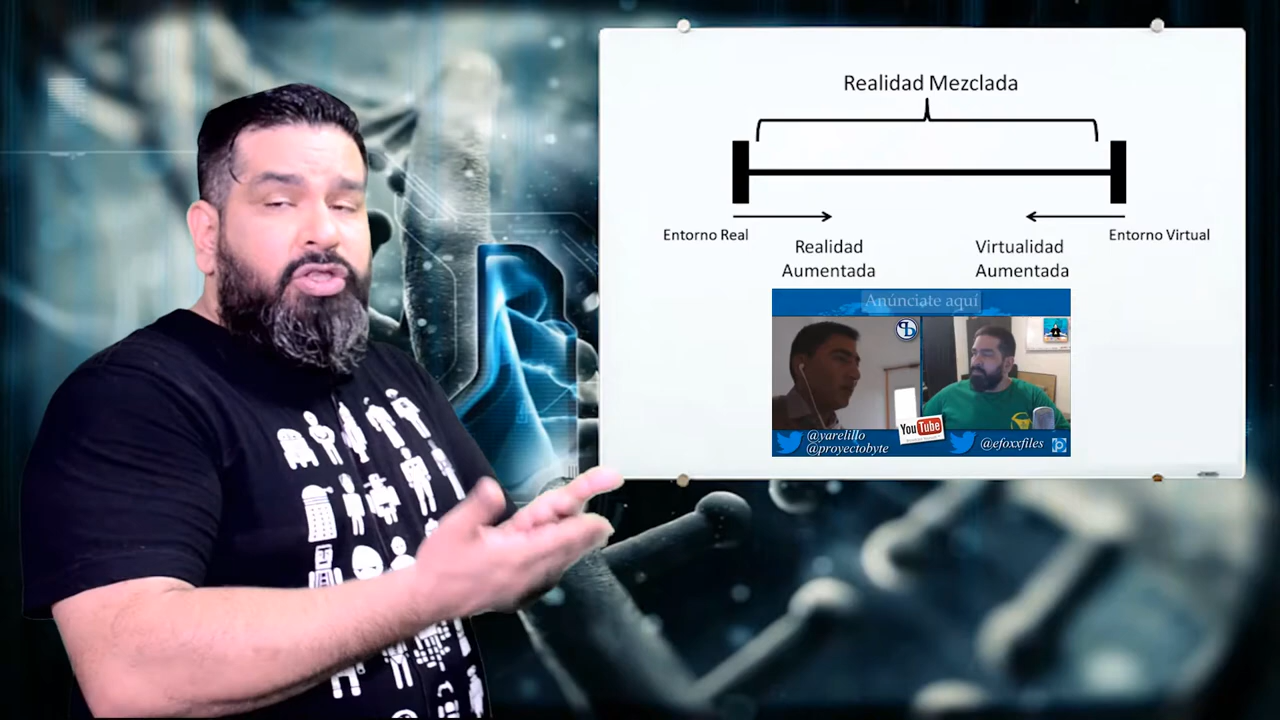 Realidad Mezclada
Entorno Real
Realidad
Aumentada
Virtualidad
Aumentada
Entorno Virtual
Anúnciate aquí
YouTube
@yarelillo
@proyectobyte
@efoxxfiles